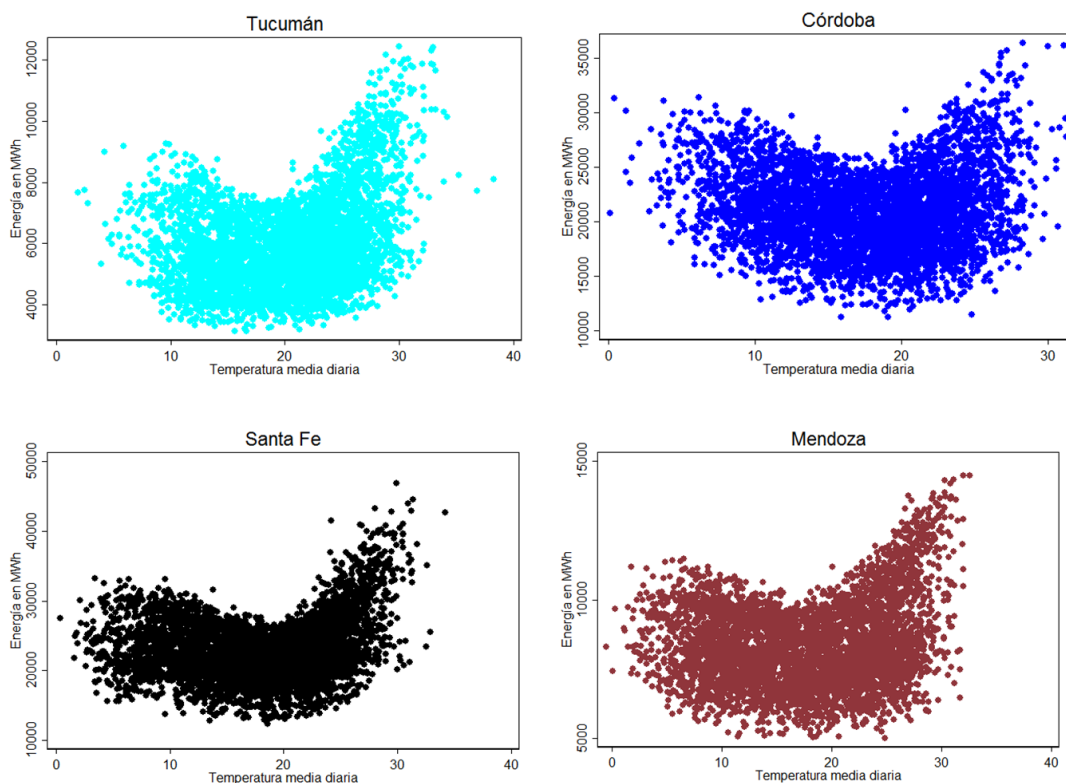 Tucumán
Energía en MWh
4000 6000 8000 10000 12000
0 10 20 30 40
Temperatura media diaria
Córdoba
Energía en MWh
10000 15000 20000 25000 30000 35000
0 10 20 30
Temperatura media diaria
Santa Fe
Energía en MWh
10000 20000 30000 40000 50000
0 10 20 30 40
Temperatura media diaria
Mendoza
Energía en MWh
5000 10000 15000
0 10 20 30 40
Temperatura media diaria